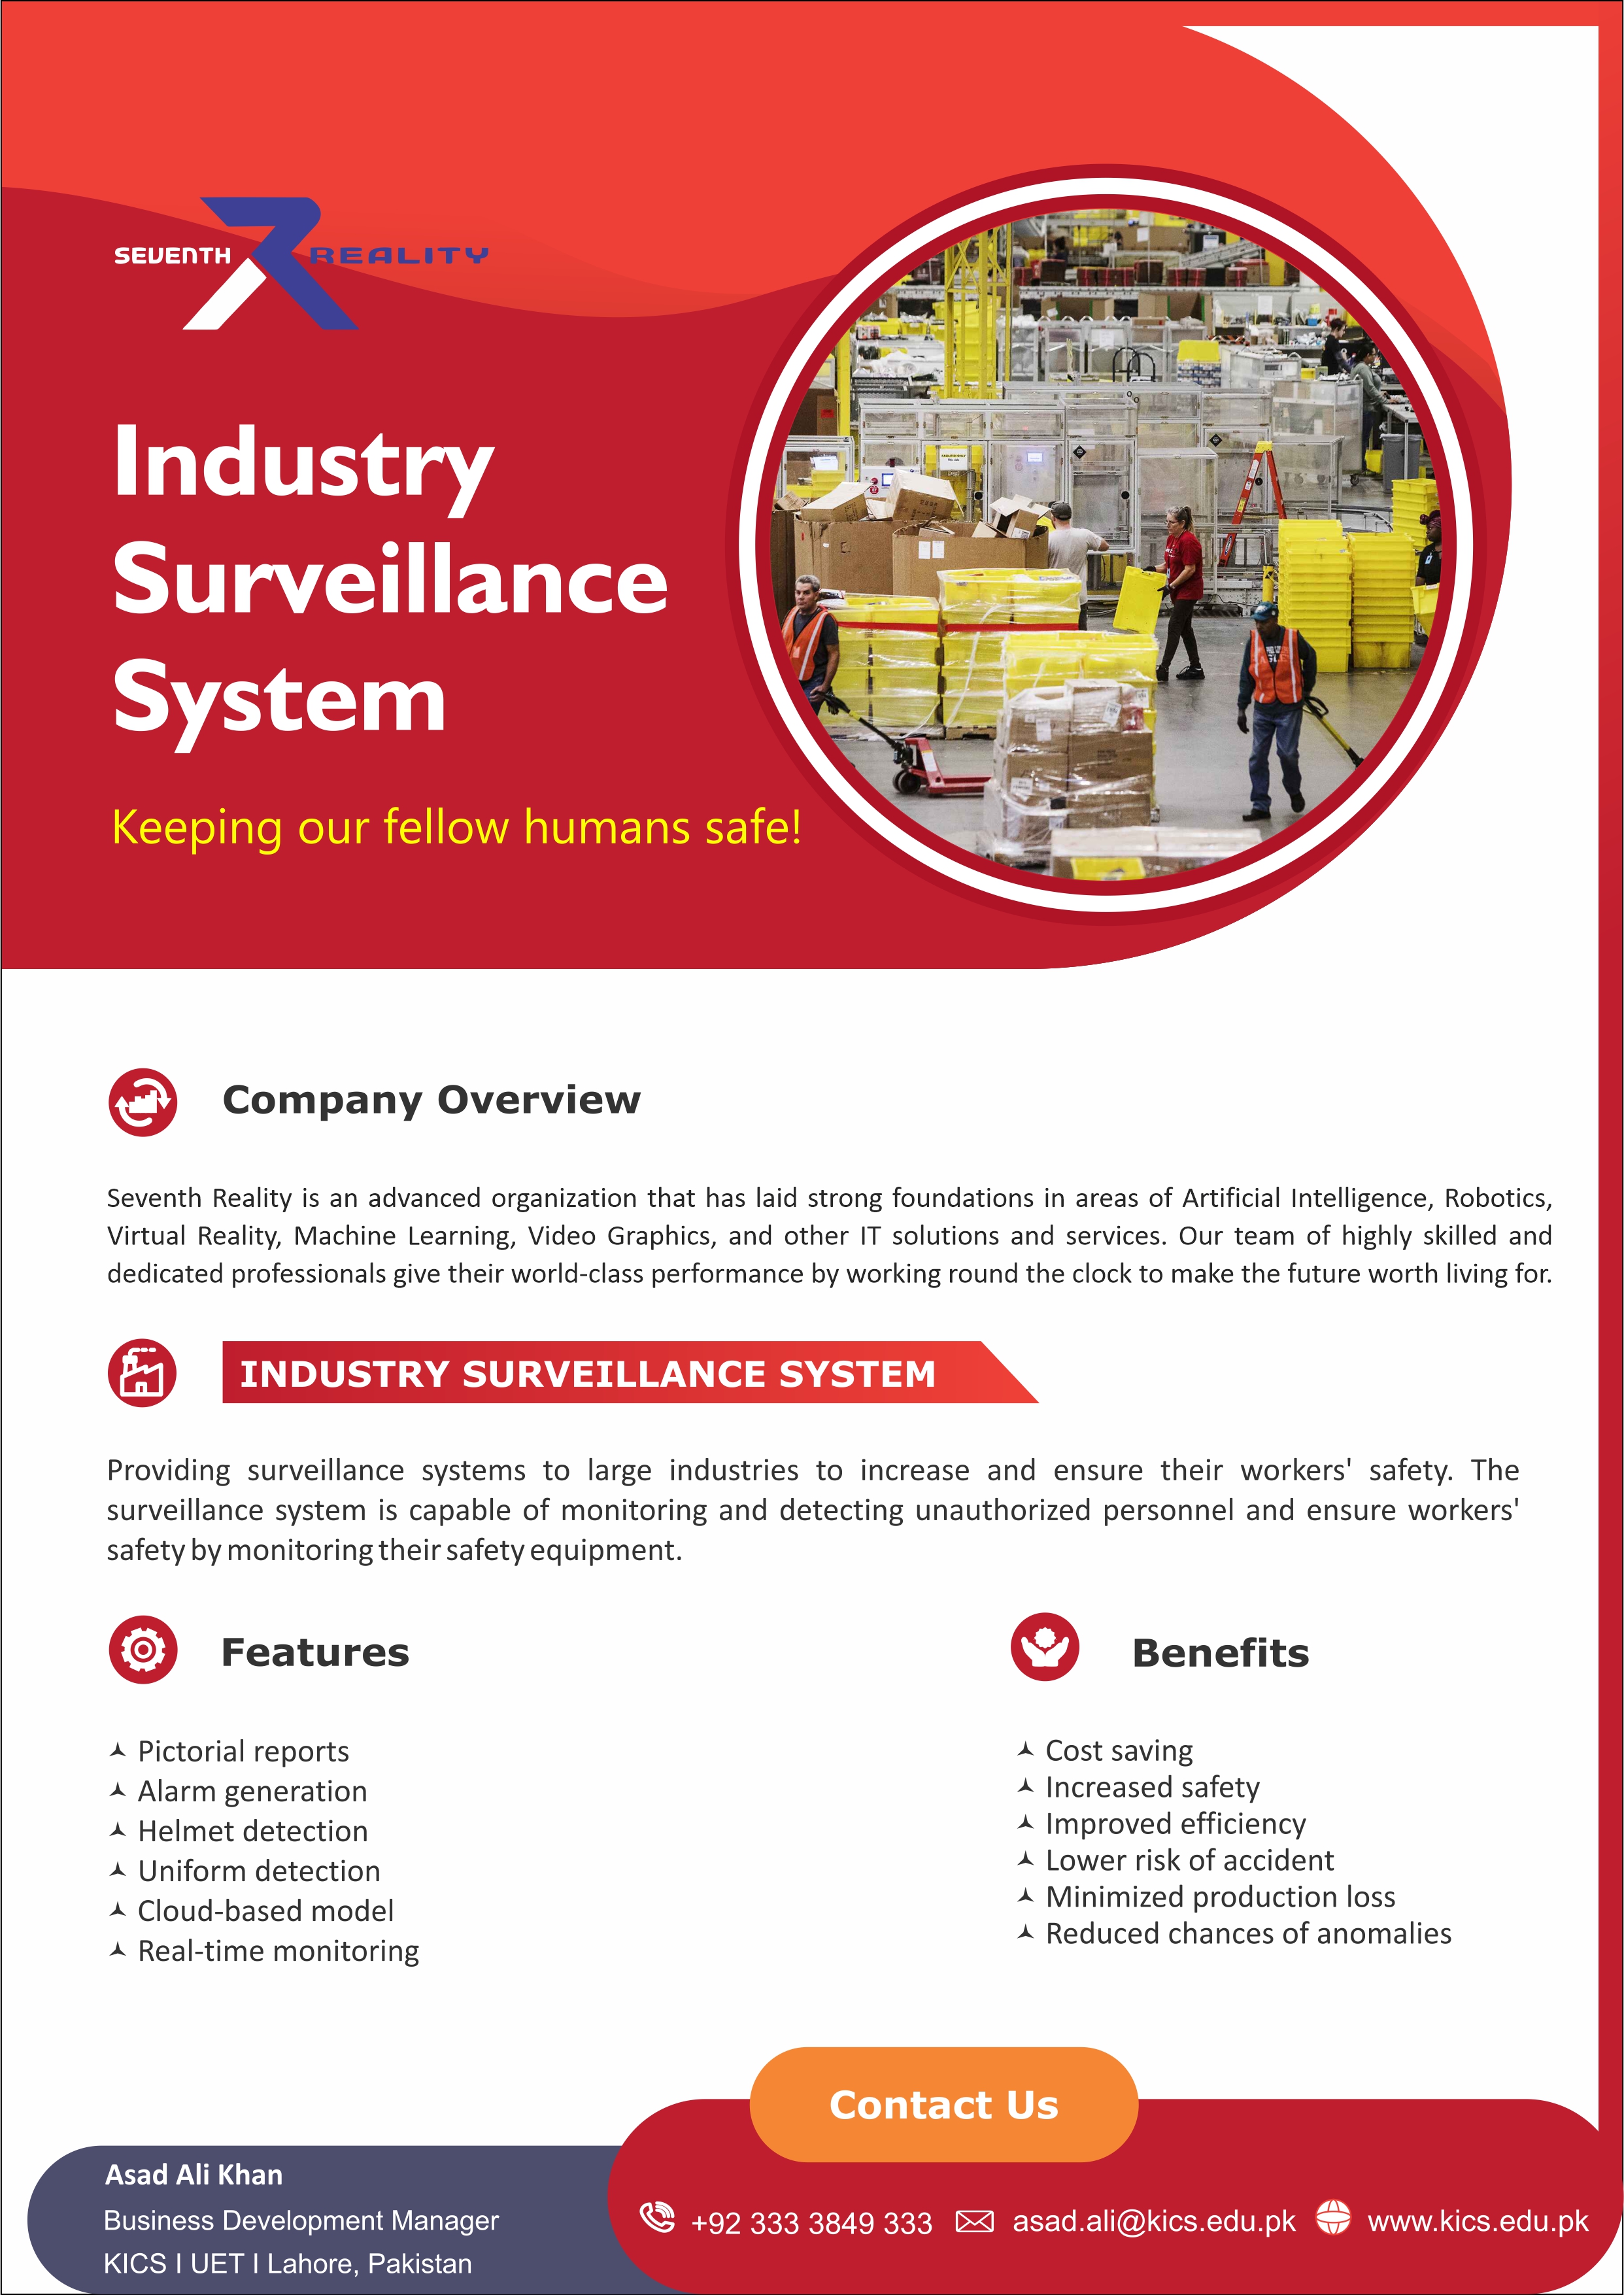 SEVENTH REALITY
Industry
Surveillance
System
Keeping our fellow humans safe!
Company Overview
Seventh Reality is an advanced organization that has laid strong foundations in areas of Artificial Intelligence, Robotics,
Virtual Reality, Machine Learning, Video Graphics, and other IT solutions and services. Our team of highly skilled and
dedicated professionals give their world-class performance by working round the clock to make the future worth living for.
INDUSTRY SURVEILLANCE SYSTEM
Providing surveillance systems to large industries to increase and ensure their workers' safety. The
surveillance system is capable of monitoring and detecting unauthorized personnel and ensure workers'
safety by monitoring their safety equipment.
Features
Pictorial reports
Alarm generation
Helmet detection
Uniform detection
Cloud-based model
Real-time monitoring
Benefits
Cost saving
Increased safety
Improved efficiency
Lower risk of accident
Minimized production loss
Reduced chances of anomalies
Contact Us
Asad Ali Khan
Business Development Manager
KICS I UET I Lahore, Pakistan
+92 333 3849 333 asad.ali@kics.edu.pk www.kics.edu.pk